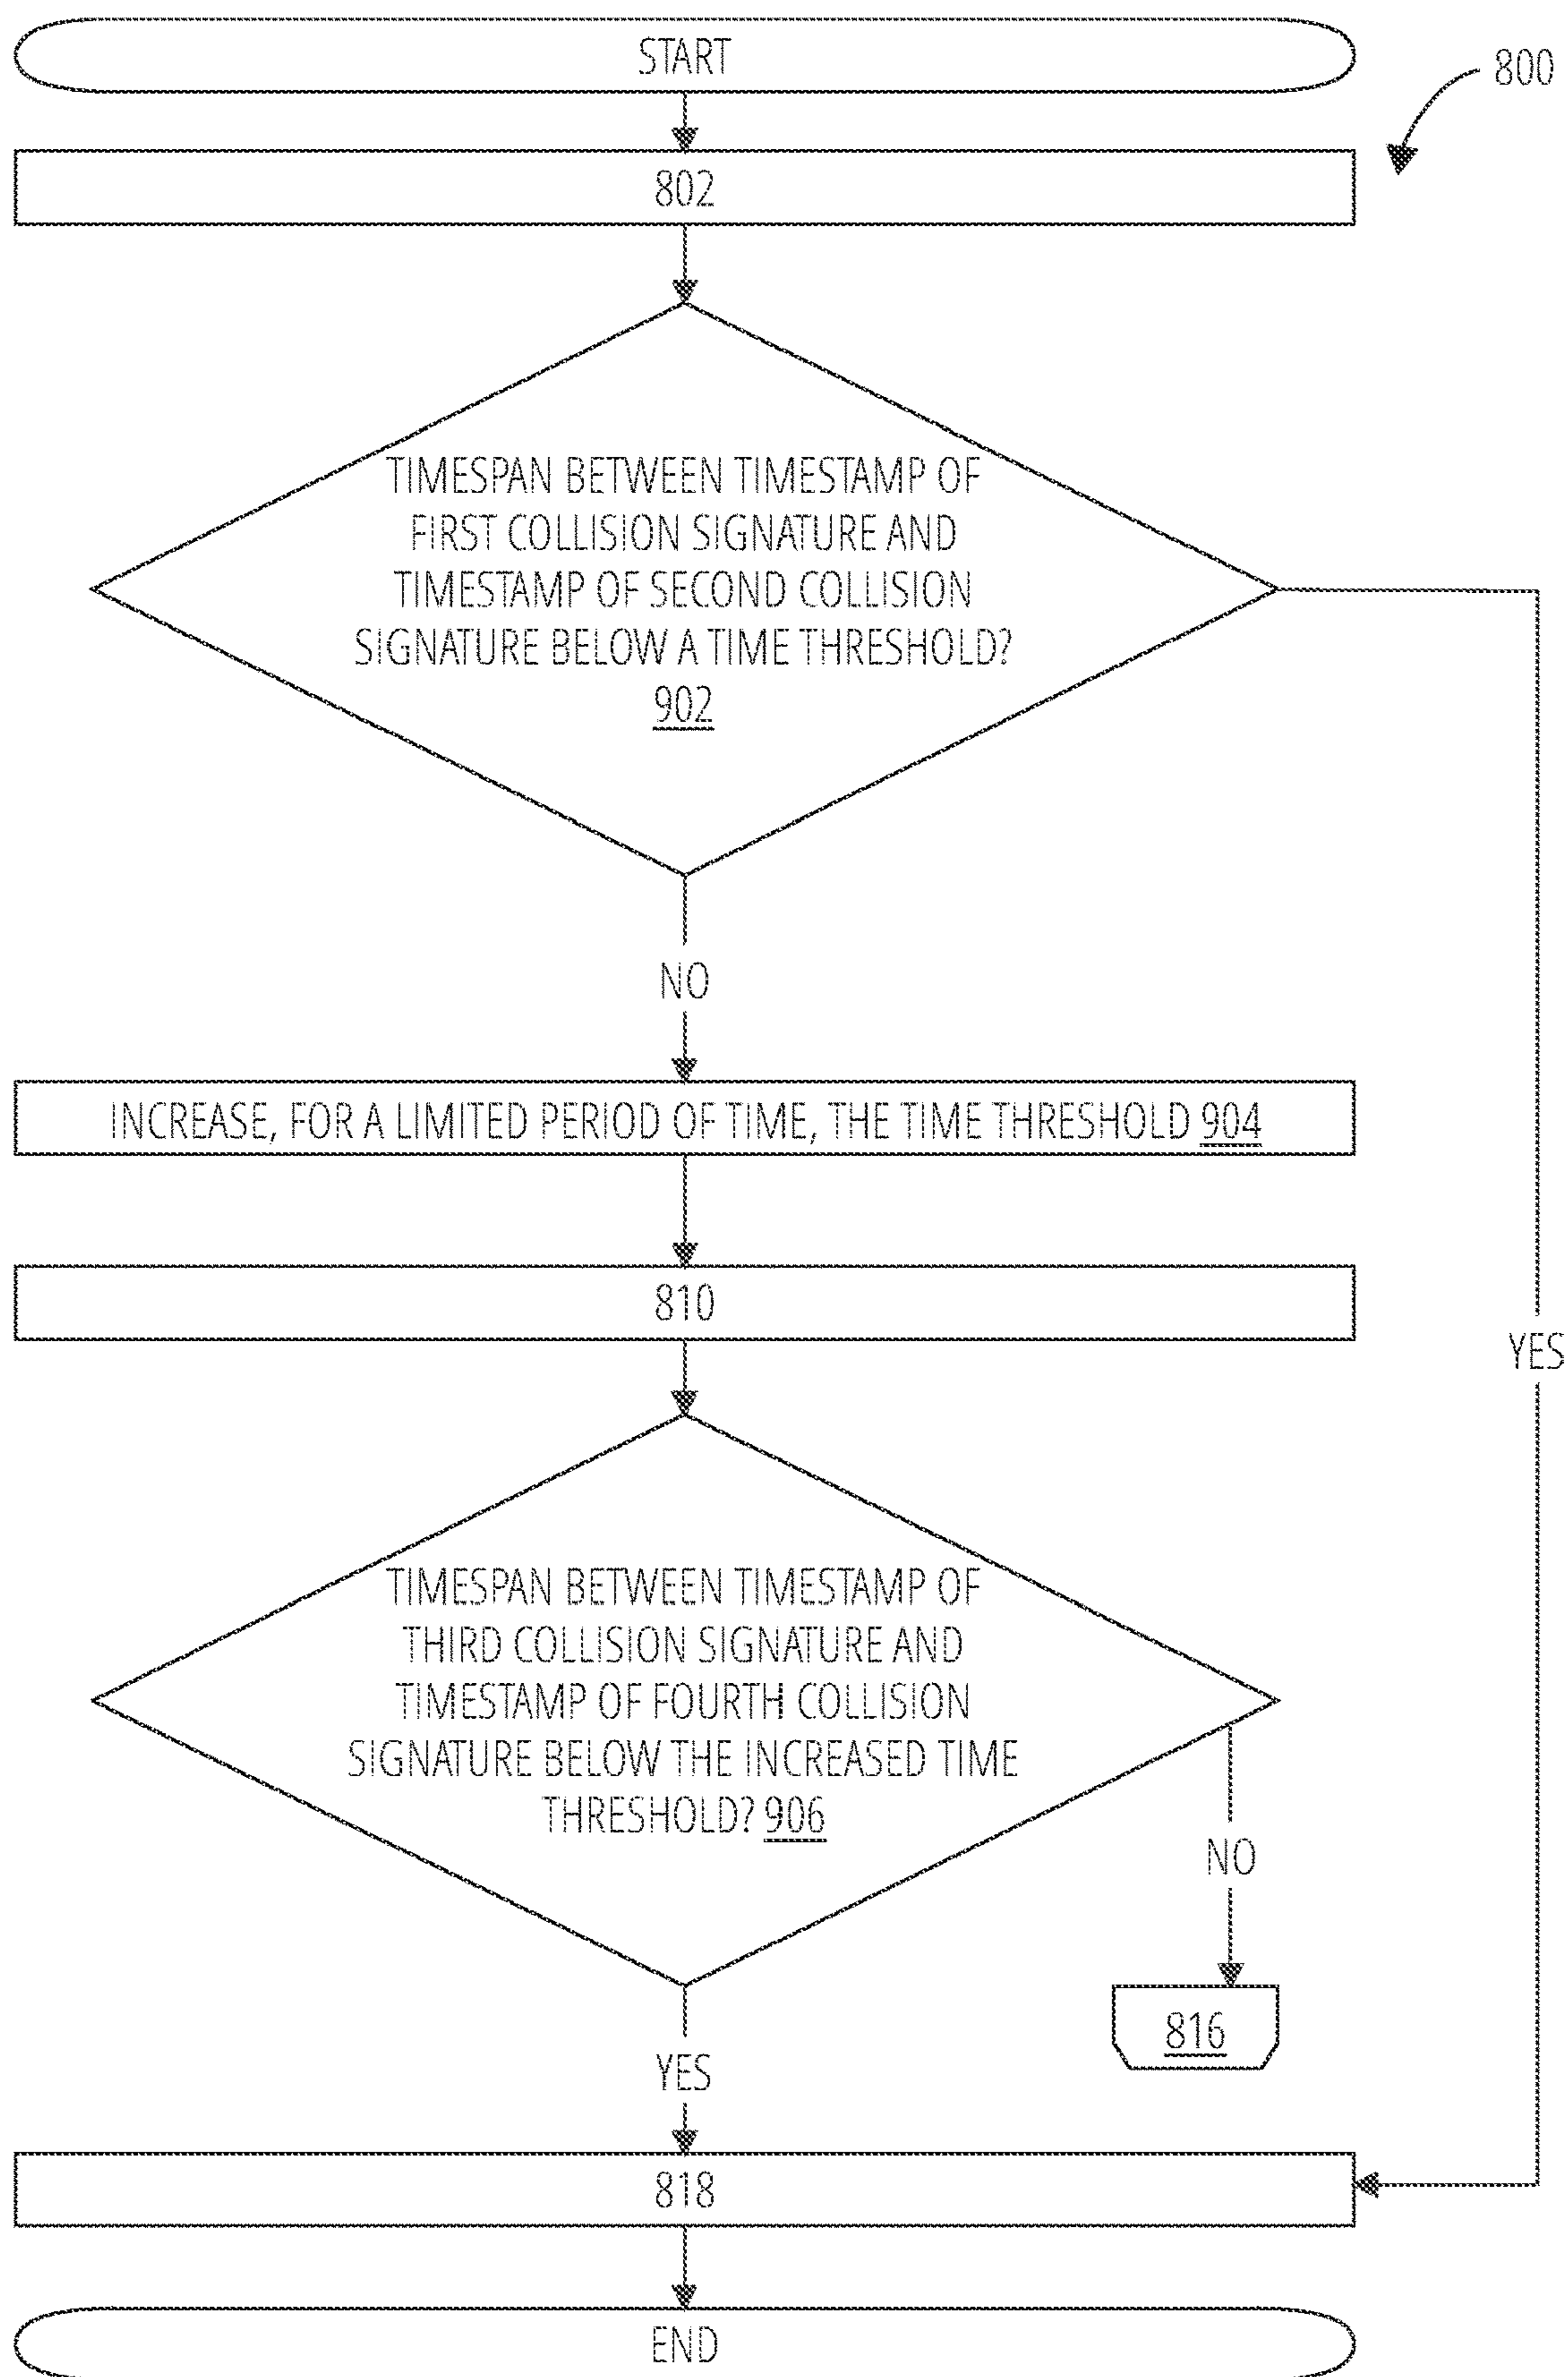 START
800
802
TIMESPAN BETWEEN TIMESTAMP OF
FIRST COLLISION SIGNATURE AND
TIMESTAMP OF SECOND COLLISION
SIGNATURE BELOW A TIME THRESHOLD?
902
NO
INCREASE, FOR A LIMITED PERIOD OF TIME, THE TIME THRESHOLD 904
810
YES
TIMESPAN BETWEEN TIMESTAMP OF
THIRD COLLISION SIGNATURE AND
TIMESTAMP OF FOURTH COLLISION
SIGNATURE BELOW THE INCREASED TIME
THRESHOLD? 906
NO
816
YES
818
END